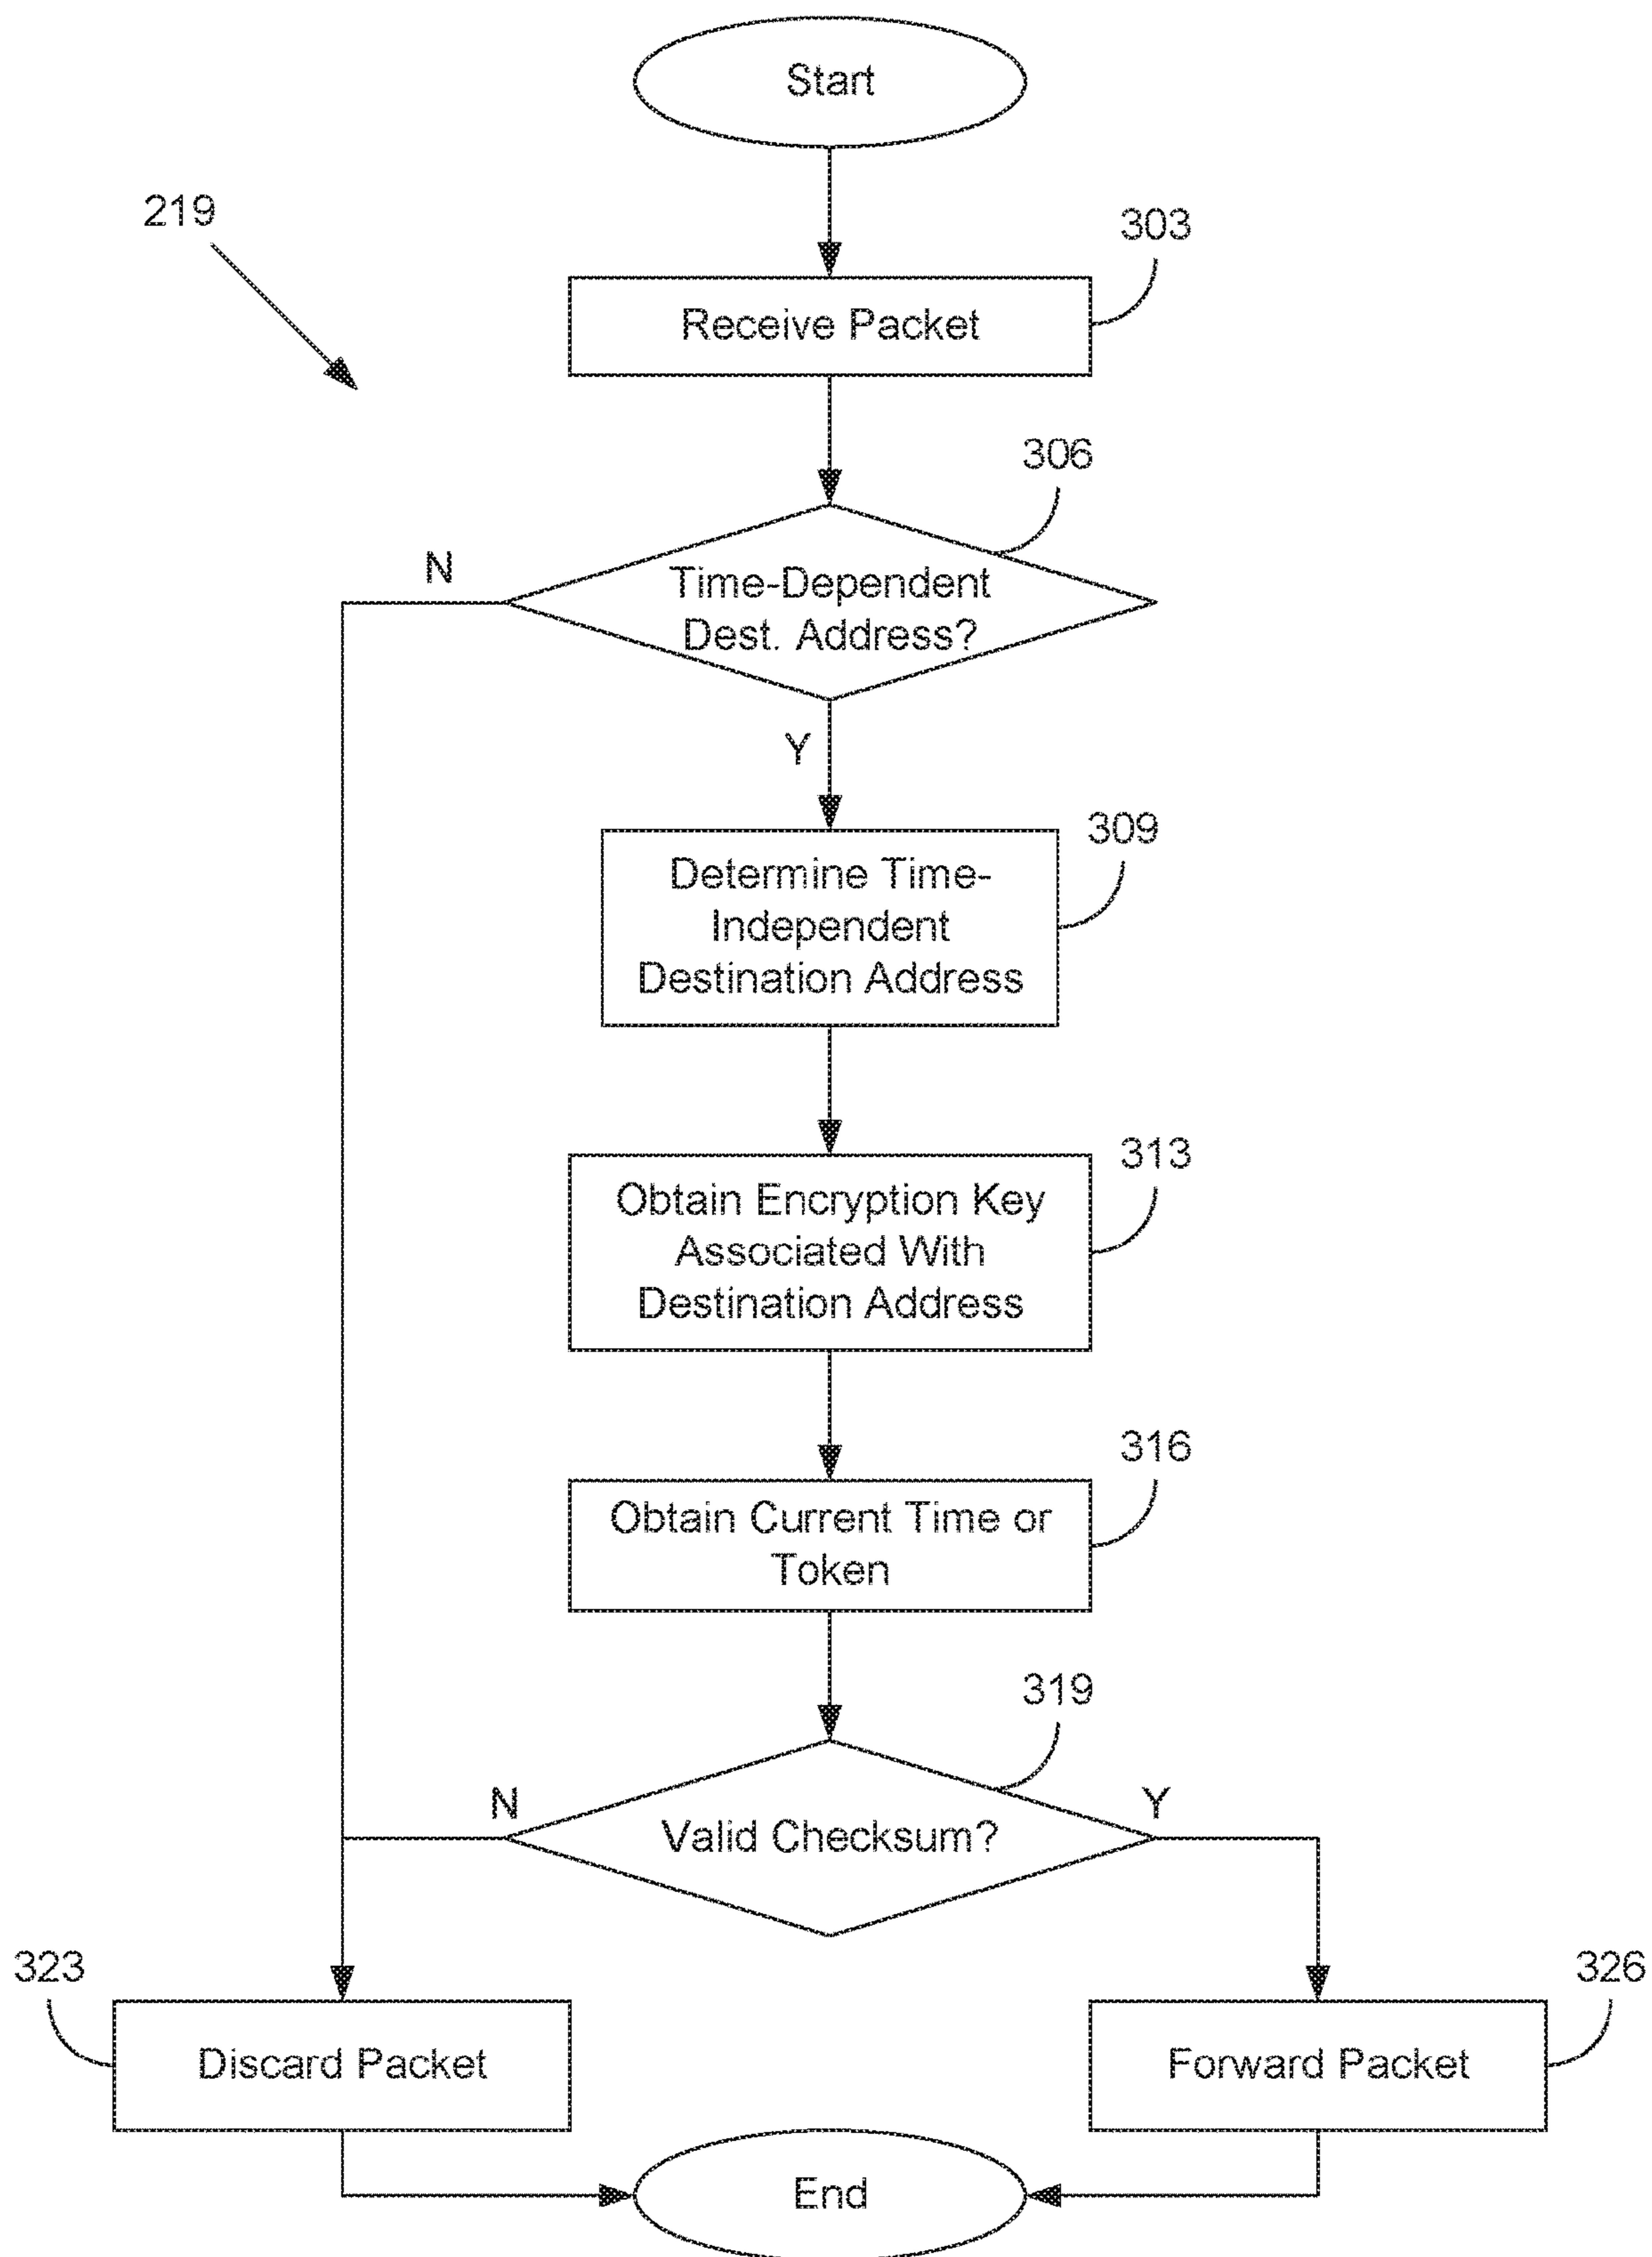 Start
219
303
Receive Packet
306
N
Time-Dependent
Dest. Address?
Y
309
Determine Time-
Independent
Destination Address
313
Obtain Encryption Key
Associated With
Destination Address
316
Obtain Current Time or
Token
319
N
Y
Valid Checksum?
323
326
Discard Packet
Forward Packet
End